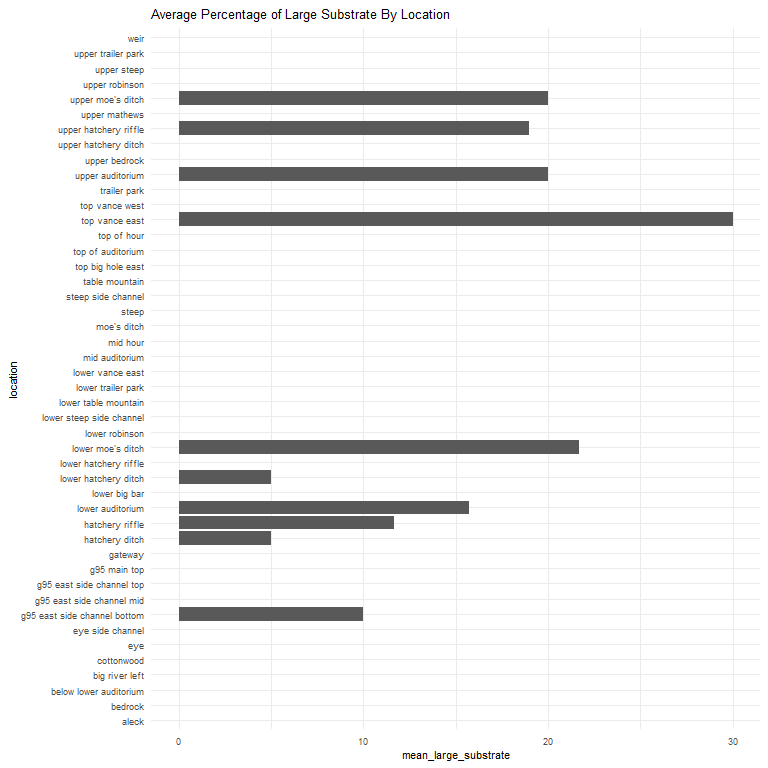 Average Percentage of Large Substrate By Location
weir
upper trailer park
upper steep
upper robinson
upper moe's ditch
upper mathews
upper hatchery riffle
upper hatchery ditch
upper bedrock
upper auditorium
trailer park
top vance west
top vance east
top of hour
top of auditorium
top big hole east
table mountain
steep side channel
steep
moe's ditch
mid hour
mid auditorium
lower vance east
lower trailer park
lower table mountain
lower steep side channel
lower robinson
lower moe's ditch
lower hatchery riffle
lower hatchery ditch
lower big bar
lower auditorium
hatchery riffle
hatchery ditch
gateway
g95 main top
g95 east side channel top
g95 east side channel mid
g95 east side channel bottom
eye side channel
eye
cottonwood
big river left
below lower auditorium
bedrock
aleck
location
0 10 20 30
mean_large_substrate